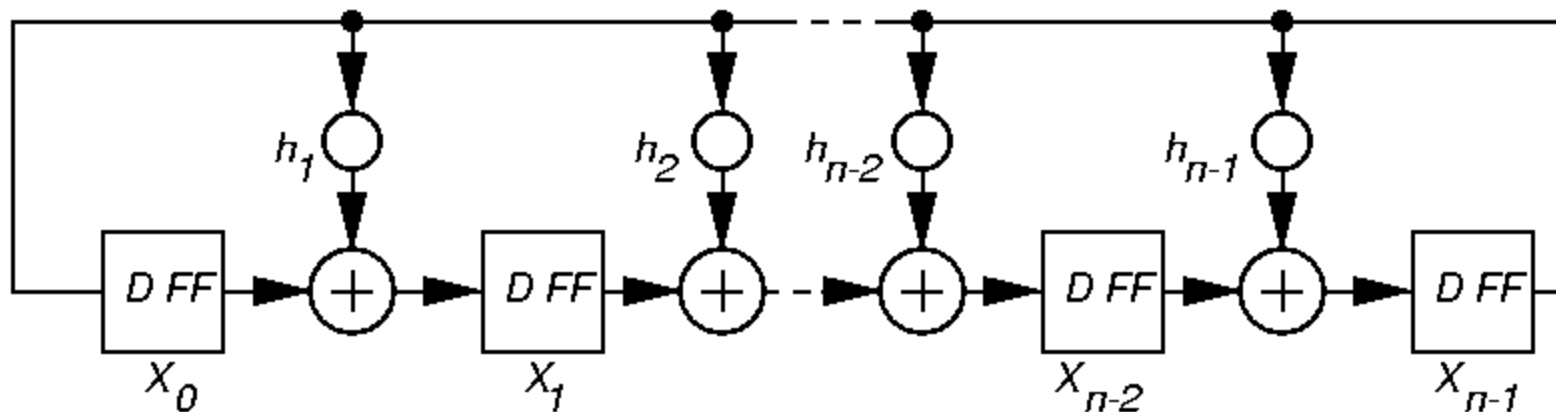 h1 h2 hn-2 hn-1
D FF + D FF + + D FF + D FF
X0 X1 Xn-2 Xn-1